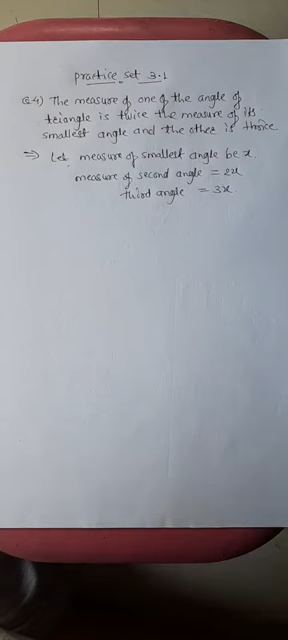 practice set 3.1
Q.4) The measure of one of the angle of
triangle is twice the measure of its
smallest angle and the other is thrice
⇒ Let, measure of smallest angle be x.
measure of second angle = 2x
third angle = 3x.